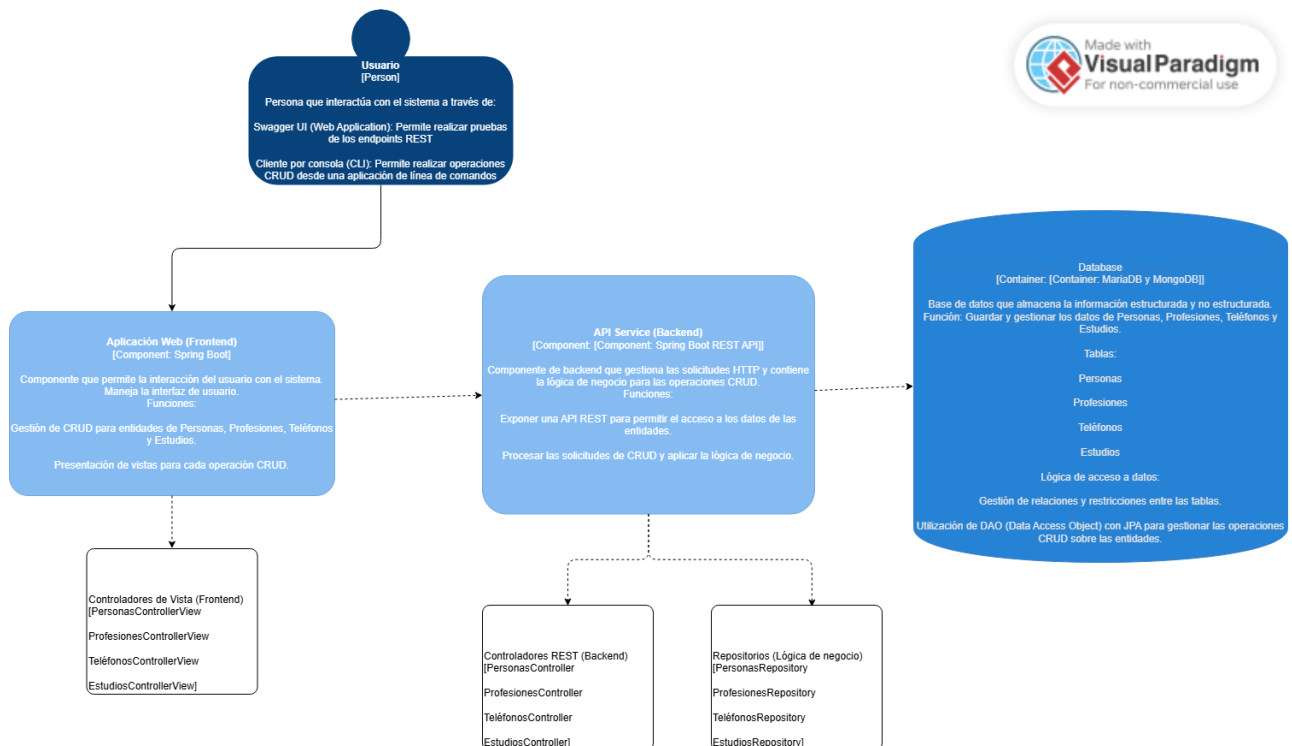 Usuario
[Person]
Persona que interactúa con el sistema a través de:
Swagger UI (Web Application): Permite realizar pruebas
de los endpoints REST
Cliente por consola (CLI): Permite realizar operaciones
CRUD desde una aplicación de línea de comandos
Made with
Visual Paradigm
For non-commercial use
Aplicación Web (Frontend)
[Component: Spring Boot]
Componente que permite la interacción del usuario con el sistema.
Maneja la interfaz de usuario.
Funciones:
Gestión de CRUD para entidades de Personas, Profesiones, Teléfonos
y Estudios.
Presentación de vistas para cada operación CRUD.
API Service (Backend)
[Component: [Component: Spring Boot REST API]]
Componente de backend que gestiona las solicitudes HTTP y contiene
la lógica de negocio para las operaciones CRUD.
Funciones:
Exponer una API REST para permitir el acceso a los datos de las
entidades.
Procesar las solicitudes de CRUD y aplicar la lógica de negocio.
Database
[Container: [Container: MariaDB y MongoDB]]
Base de datos que almacena la información estructurada y no estructurada.
Función: Guardar y gestionar los datos de Personas, Profesiones, Teléfonos y
Estudios.
Tablas:
Personas
Profesiones
Teléfonos
Estudios
Lógica de acceso a datos:
Gestión de relaciones y restricciones entre las tablas.
Utilización de DAO (Data Access Object) con JPA para gestionar las operaciones
CRUD sobre las entidades.
Controladores de Vista (Frontend)
[PersonasControllerView
ProfesionesControllerView
TeléfonosControllerView
EstudiosControllerView]
Controladores REST (Backend)
[PersonasController
ProfesionesController
TeléfonosController
EstudiosController]
Repositorios (Lógica de negocio)
[PersonasRepository
ProfesionesRepository
TeléfonosRepository
EstudiosRepository]